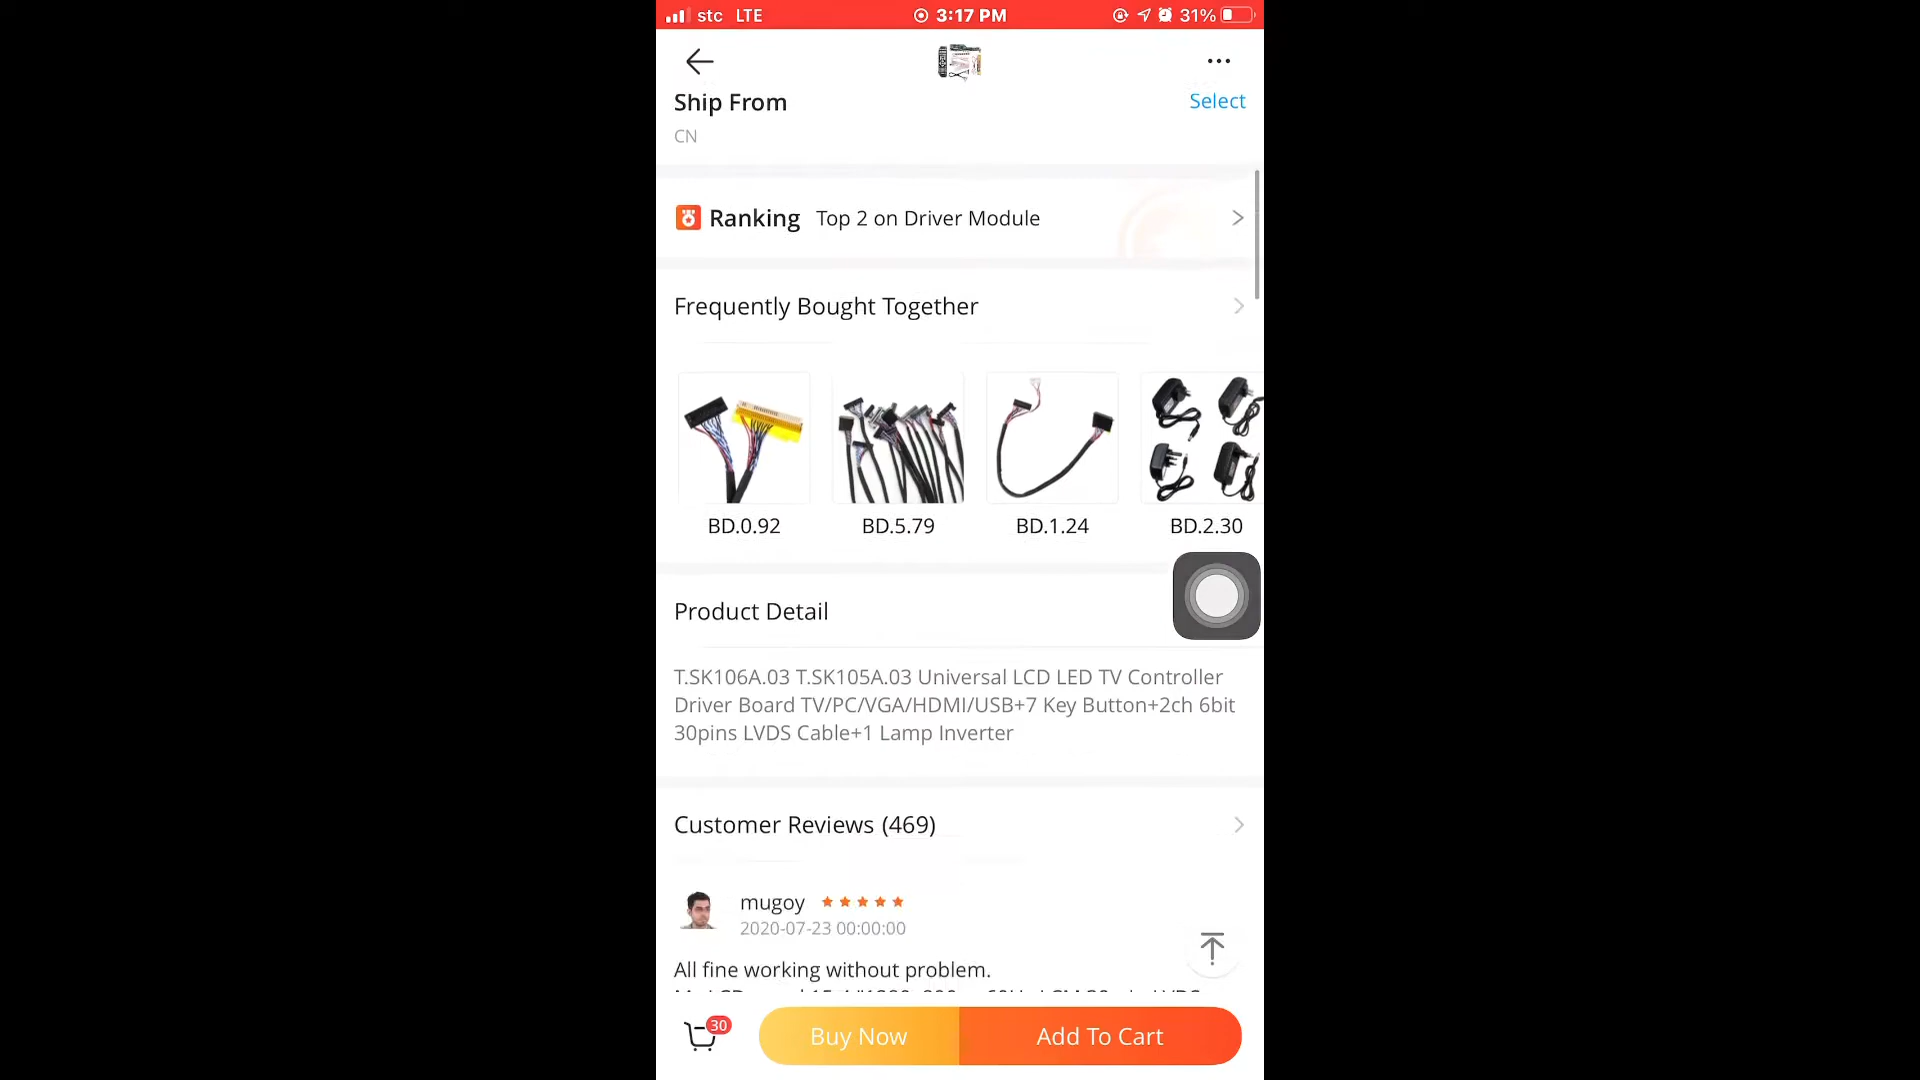 stc LTE 3:17 PM 31%
Ship From Select
CN
Ranking Top 2 on Driver Module
Frequently Bought Together
BD.0.92 BD.5.79 BD.1.24 BD.2.30
Product Detail
T.SK106A.03 T.SK105A.03 Universal LCD LED TV Controller
Driver Board TV/PC/VGA/HDMI/USB+7 Key Button+2ch 6bit
30pins LVDS Cable+1 Lamp Inverter
Customer Reviews (469)
mugoy
2020-07-23 00:00:00
All fine working without problem.
30 Buy Now Add To Cart